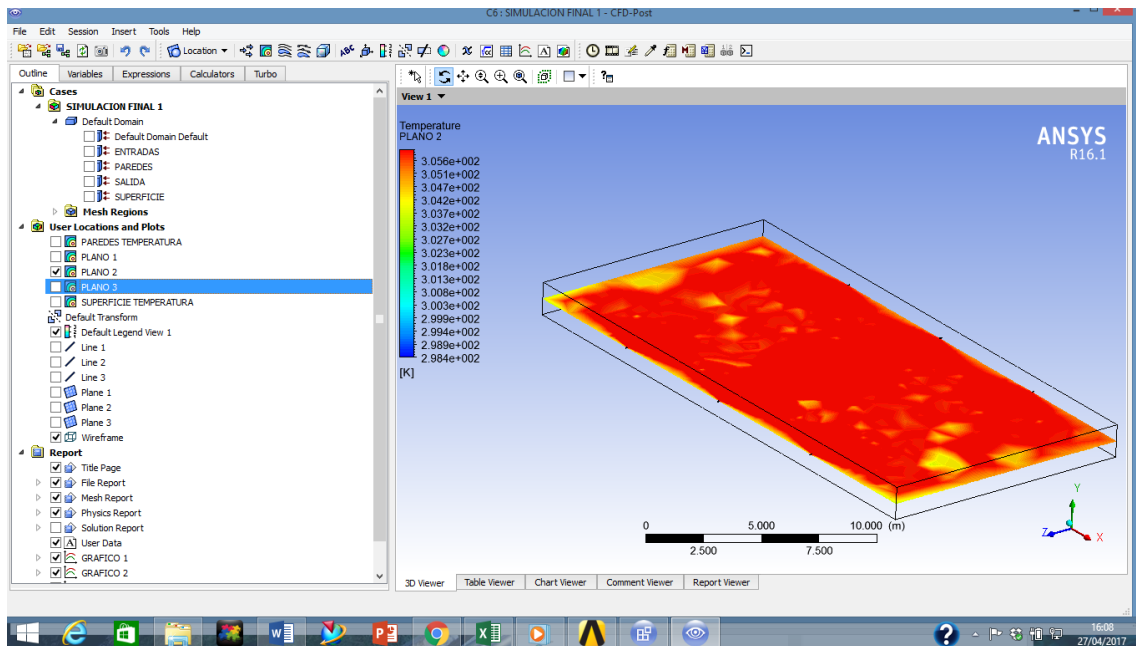 C6 : SIMULACION FINAL 1 - CFD-Post
File Edit Session Insert Tools Help
Location
Outline Variables Expressions Calculators Turbo
Cases
SIMULACION FINAL 1
Default Domain
Default Domain Default
ENTRADAS
PAREDES
SALIDA
SUPERFICIE
Mesh Regions
User Locations and Plots
PAREDES TEMPERATURA
PLANO 1
PLANO 2
PLANO 3
SUPERFICIE TEMPERATURA
Default Transform
Default Legend View 1
Line 1
Line 2
Line 3
Plane 1
Plane 2
Plane 3
Wireframe
Report
Title Page
File Report
Mesh Report
Physics Report
Solution Report
User Data
GRAFICO 1
GRAFICO 2
View 1
Temperature
PLANO 2
3.056e+002
3.051e+002
3.047e+002
3.042e+002
3.037e+002
3.032e+002
3.027e+002
3.023e+002
3.018e+002
3.013e+002
3.008e+002
3.003e+002
2.999e+002
2.994e+002
2.989e+002
2.984e+002
[K]
ANSYS
R16.1
0 5.000 10.000 (m)
2.500 7.500
Y
Z X
3D Viewer Table Viewer Chart Viewer Comment Viewer Report Viewer
16:08
27/04/2017